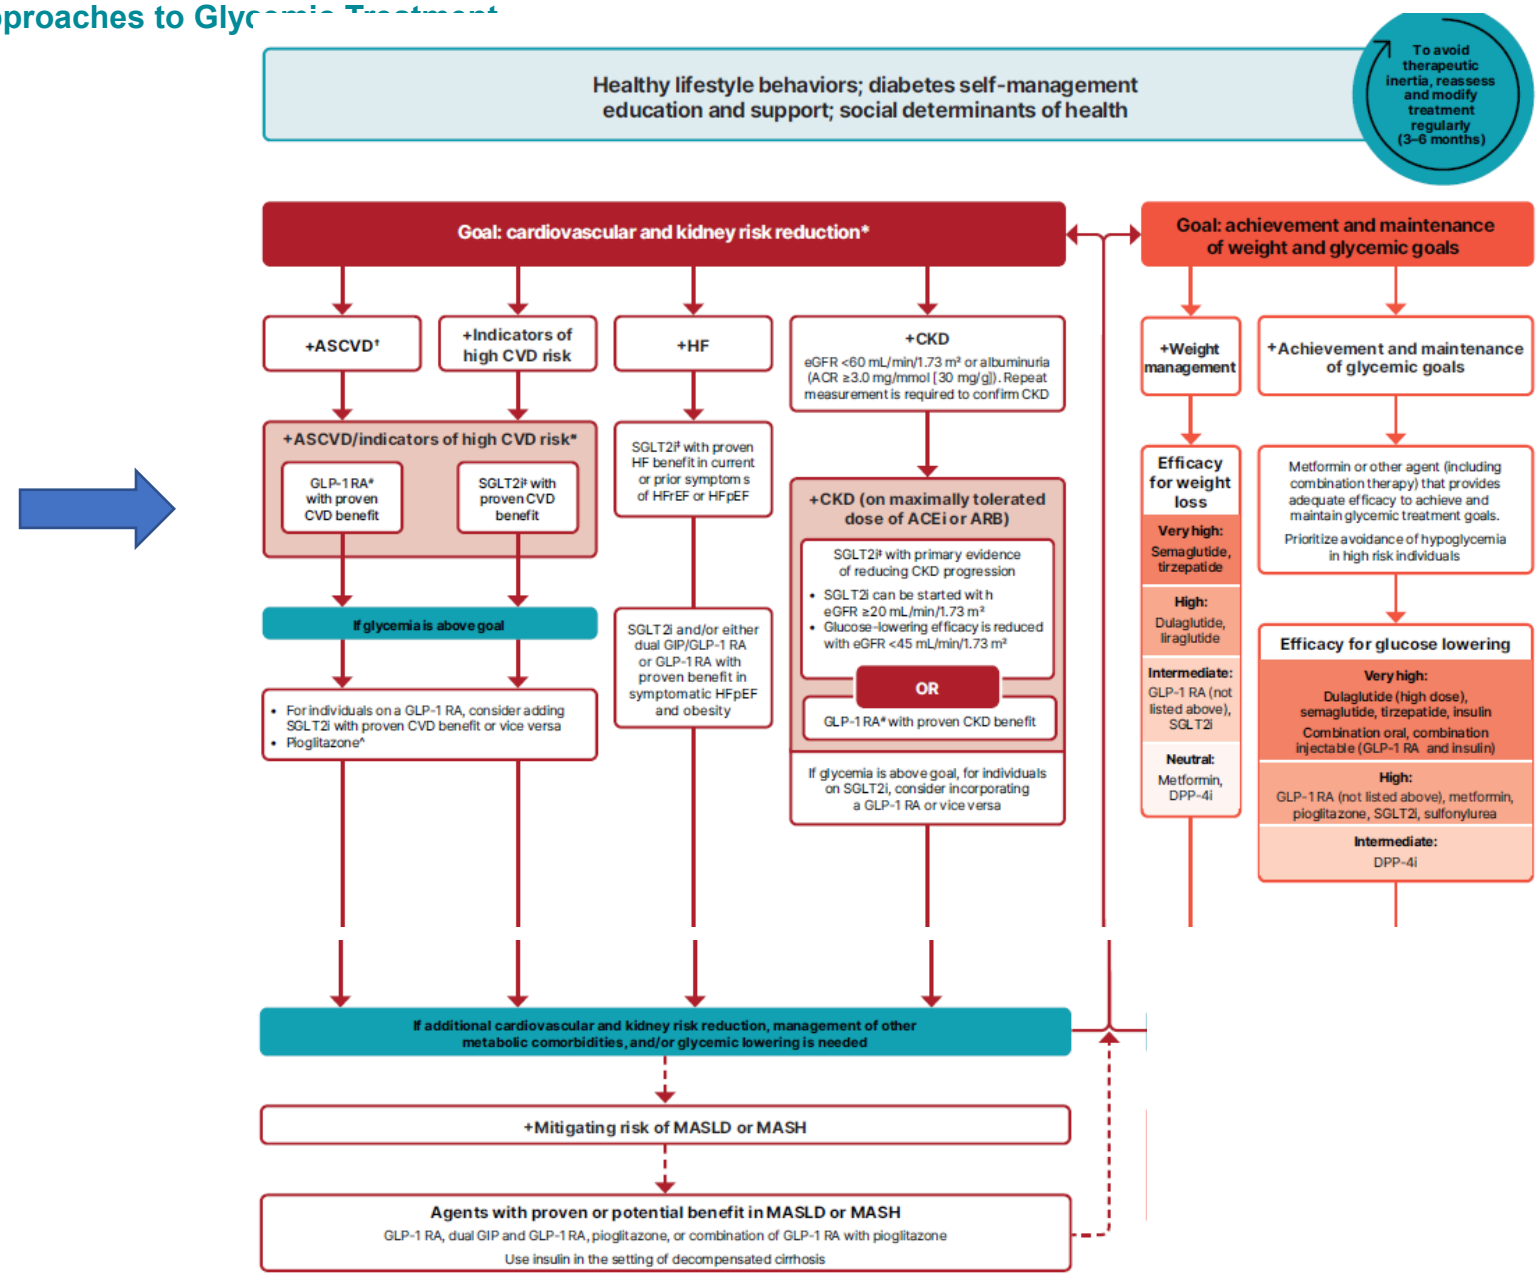 proaches to Glycemic Treatment
Healthy lifestyle behaviors; diabetes self-management
education and support; social determinants of health
To avoid
therapeutic
inertia, reassess
and modify
treatment
regularly
(3–6 months)
Goal: cardiovascular and kidney risk reduction*
Goal: achievement and maintenance
of weight and glycemic goals
+ASCVD†
+Indicators of
high CVD risk
+HF
+CKD
eGFR <60 mL/min/1.73 m² or albuminuria
(ACR ≥3.0 mg/mmol [30 mg/g]). Repeat
measurement is required to confirm CKD
+Weight
management
+Achievement and maintenance
of glycemic goals
+ASCVD/indicators of high CVD risk*
GLP-1 RA#
with proven
CVD benefit
SGLT2i‡ with
proven CVD
benefit
SGLT2i‡ with proven
HF benefit in current
or prior symptoms
of HFrEF or HFpEF
+CKD (on maximally tolerated
dose of ACEi or ARB)
SGLT2i‡ with primary evidence
of reducing CKD progression
• SGLT2i can be started with
eGFR ≥20 mL/min/1.73 m²
• Glucose-lowering efficacy is reduced
with eGFR <45 mL/min/1.73 m²
OR
GLP-1 RA# with proven CKD benefit
If glycemia is above goal, for individuals
on SGLT2i, consider incorporating
a GLP-1 RA or vice versa
If glycemia is above goal
• For individuals on a GLP-1 RA, consider adding
SGLT2i with proven CVD benefit or vice versa
• Pioglitazone^
SGLT2i and/or either
dual GIP/GLP-1 RA
or GLP-1 RA with
proven benefit in
symptomatic HFpEF
and obesity
Efficacy
for weight
loss
Very high:
Semaglutide,
tirzepatide
High:
Dulaglutide,
liraglutide
Intermediate:
GLP-1 RA (not
listed above),
SGLT2i
Neutral:
Metformin,
DPP-4i
Metformin or other agent (including
combination therapy) that provides
adequate efficacy to achieve and
maintain glycemic treatment goals.
Prioritize avoidance of hypoglycemia
in high risk individuals
Efficacy for glucose lowering
Very high:
Dulaglutide (high dose),
semaglutide, tirzepatide, insulin
Combination oral, combination
injectable (GLP-1 RA and insulin)
High:
GLP-1 RA (not listed above), metformin,
pioglitazone, SGLT2i, sulfonylurea
Intermediate:
DPP-4i
If additional cardiovascular and kidney risk reduction, management of other
metabolic comorbidities, and/or glycemic lowering is needed
+Mitigating risk of MASLD or MASH
Agents with proven or potential benefit in MASLD or MASH
GLP-1 RA, dual GIP and GLP-1 RA, pioglitazone, or combination of GLP-1 RA with pioglitazone
Use insulin in the setting of decompensated cirrhosis